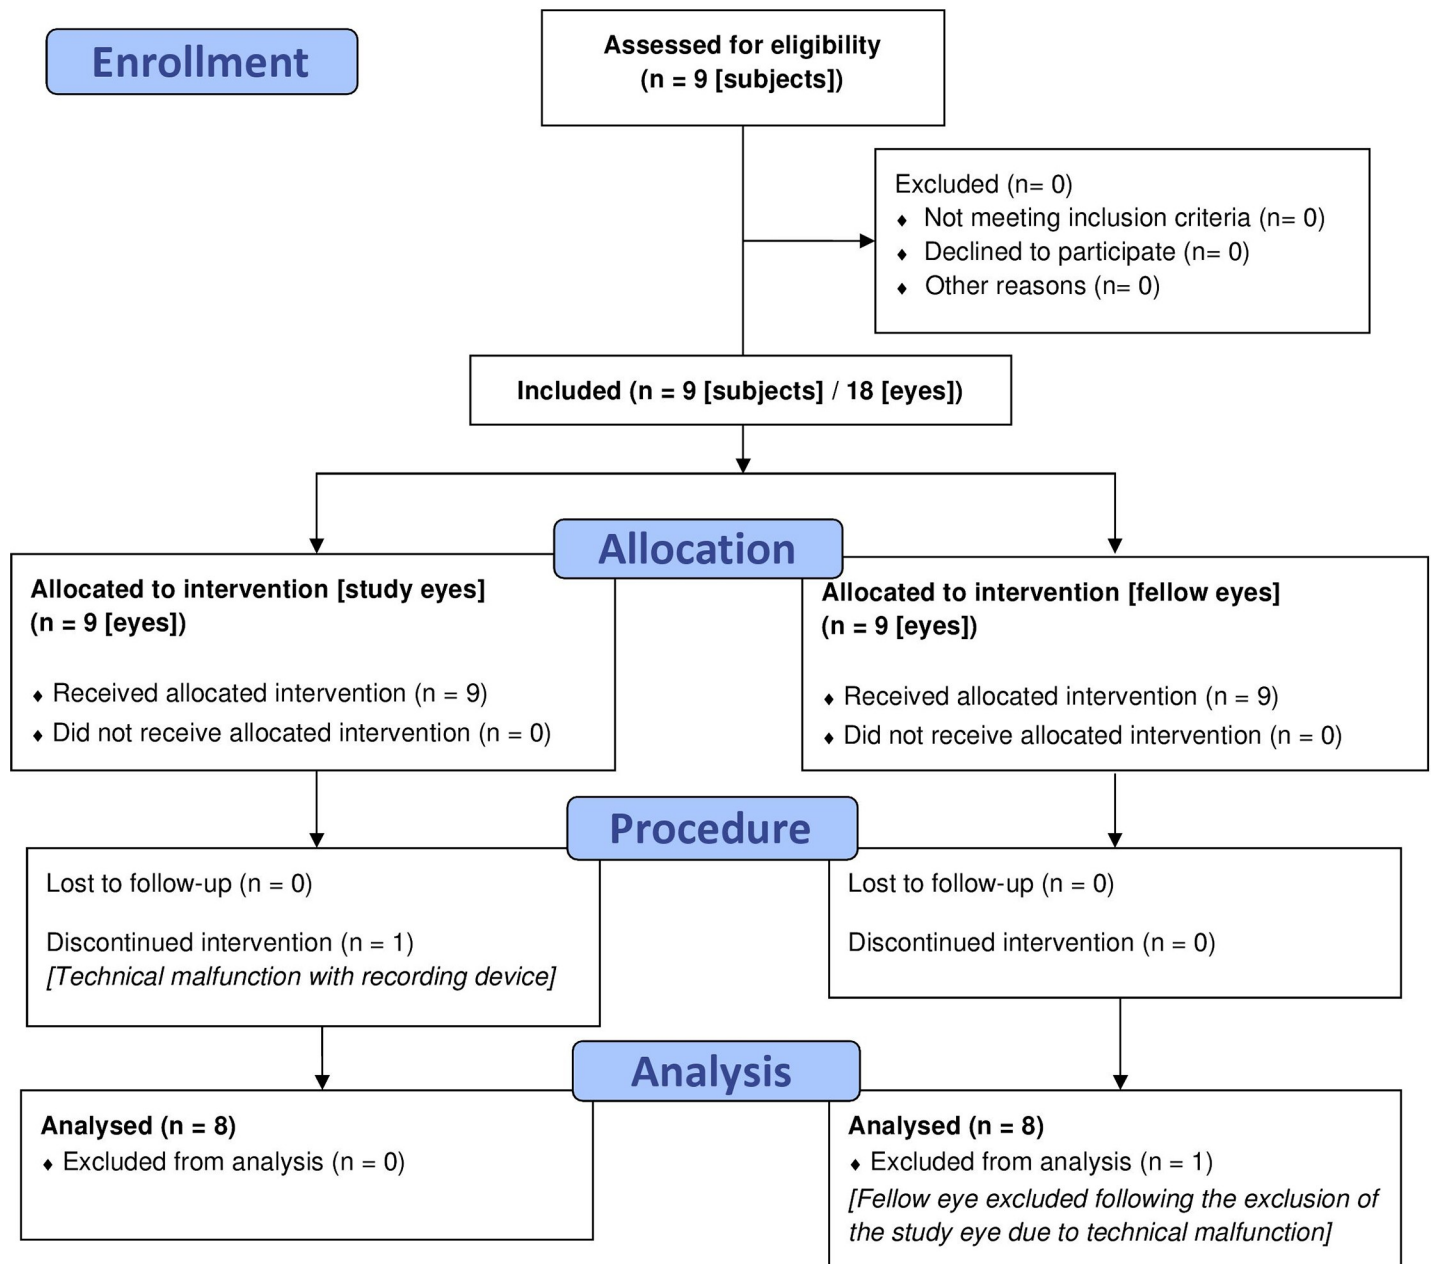 Enrollment
Assessed for eligibility
(n = 9 [subjects])
Excluded (n= 0)
⬧ Not meeting inclusion criteria (n= 0)
⬧ Declined to participate (n= 0)
⬧ Other reasons (n= 0)
Included (n = 9 [subjects] / 18 [eyes])
Allocation
Allocated to intervention [study eyes]
(n = 9 [eyes])
⬧ Received allocated intervention (n = 9)
⬧ Did not receive allocated intervention (n = 0)
Allocated to intervention [fellow eyes]
(n = 9 [eyes])
⬧ Received allocated intervention (n = 9)
⬧ Did not receive allocated intervention (n = 0)
Procedure
Lost to follow-up (n = 0)
Discontinued intervention (n = 1)
[Technical malfunction with recording device]
Lost to follow-up (n = 0)
Discontinued intervention (n = 0)
Analysis
Analysed (n = 8)
⬧ Excluded from analysis (n = 0)
Analysed (n = 8)
⬧ Excluded from analysis (n = 1)
[Fellow eye excluded following the exclusion of
the study eye due to technical malfunction]